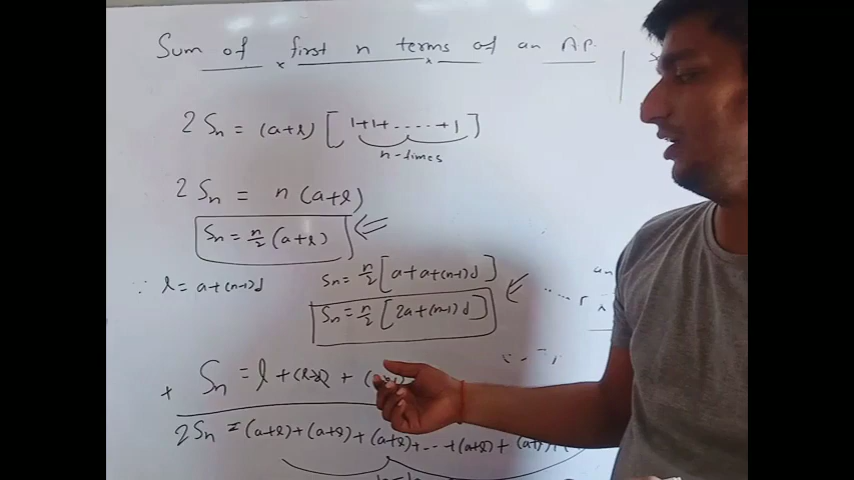 Sum of first n terms of an A.P.
2 Sn = (a+l) [ 1+1+ ......+1 ]
n-times
2 Sn = n (a+l)
Sn = n/2 (a+l)
∵ l = a+(n-1)d
Sn = n/2 [ a+a+(n-1)d ]
Sn = n/2 [ 2a+(n-1)d ]
+ Sn = l +
2Sn = (a+l)+(a+l)+(a+l)+...+(a+l)+